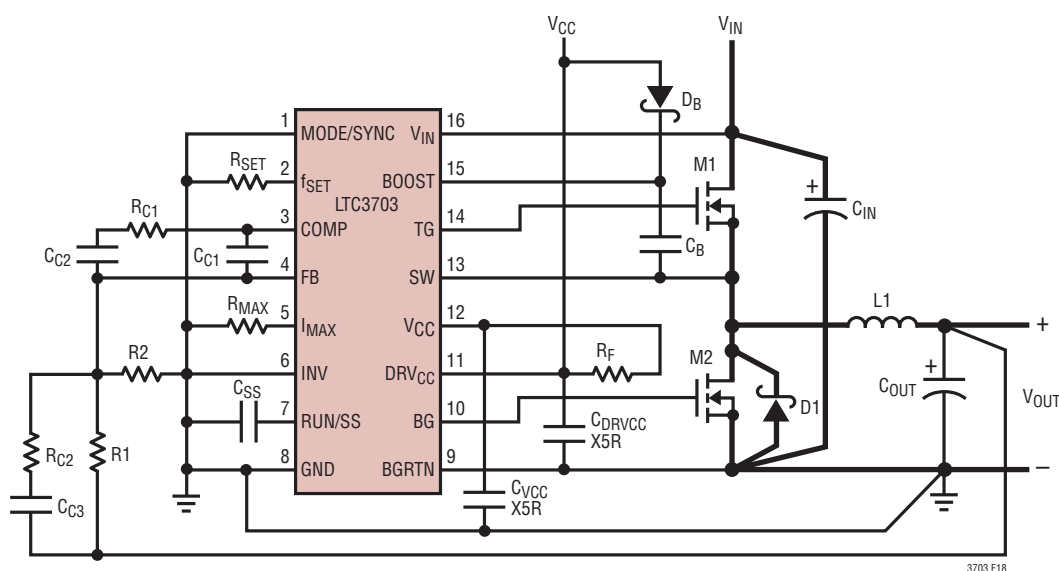 VCC
VIN
DB
1 MODE/SYNC VIN 16
RSET 2 fSET BOOST 15
LTC3703
M1
RC1 3 COMP TG 14
CIN
+
CC2 CC1 4 FB SW 13
CB
L1
RMAX 5 IMAX VCC 12
+
R2 6 INV DRVCC 11
RF
M2
COUT
+
VOUT
CSS 7 RUN/SS BG 10
D1
CDRVCC
X5R
RC2 R1 8 GND BGRTN 9
−
CC3
CVCC
X5R
3703 F18